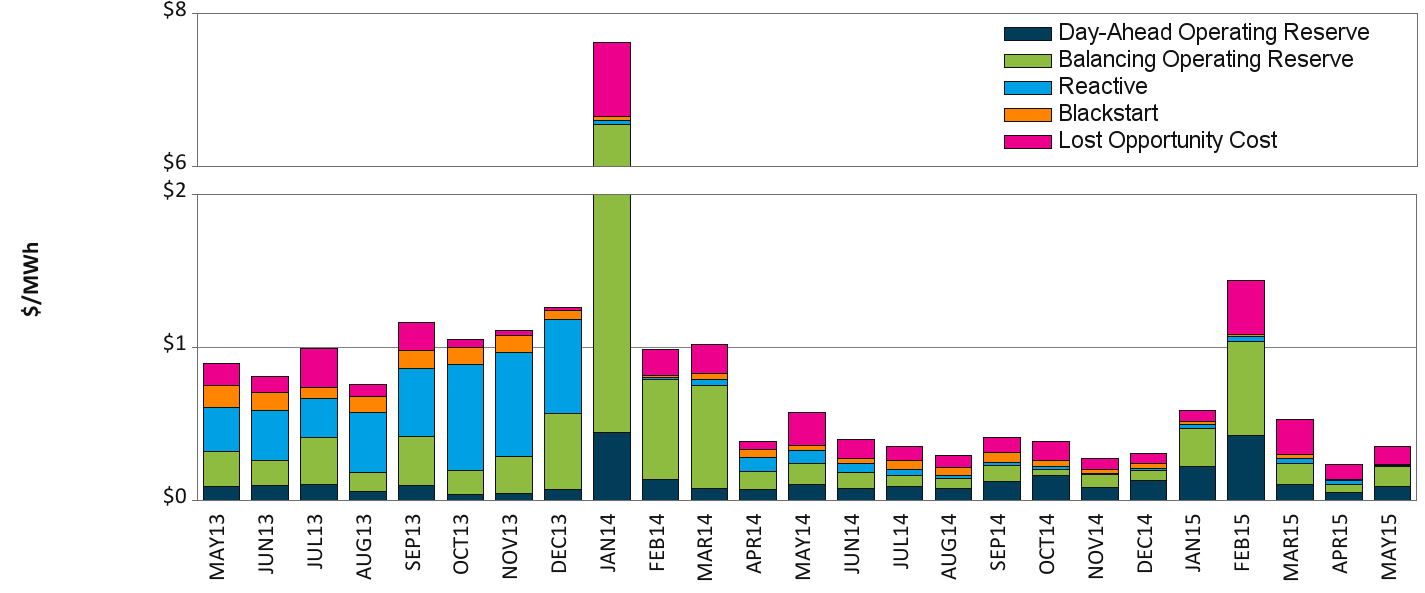 $8
Day-Ahead Operating Reserve
Balancing Operating Reserve
Reactive
Blackstart
Lost Opportunity Cost
$6
$2
$/MWh
$1
$0
MAY13
JUN13
JUL13
AUG13
SEP13
OCT13
NOV13
DEC13
JAN14
FEB14
MAR14
APR14
MAY14
JUN14
JUL14
AUG14
SEP14
OCT14
NOV14
DEC14
JAN15
FEB15
MAR15
APR15
MAY15